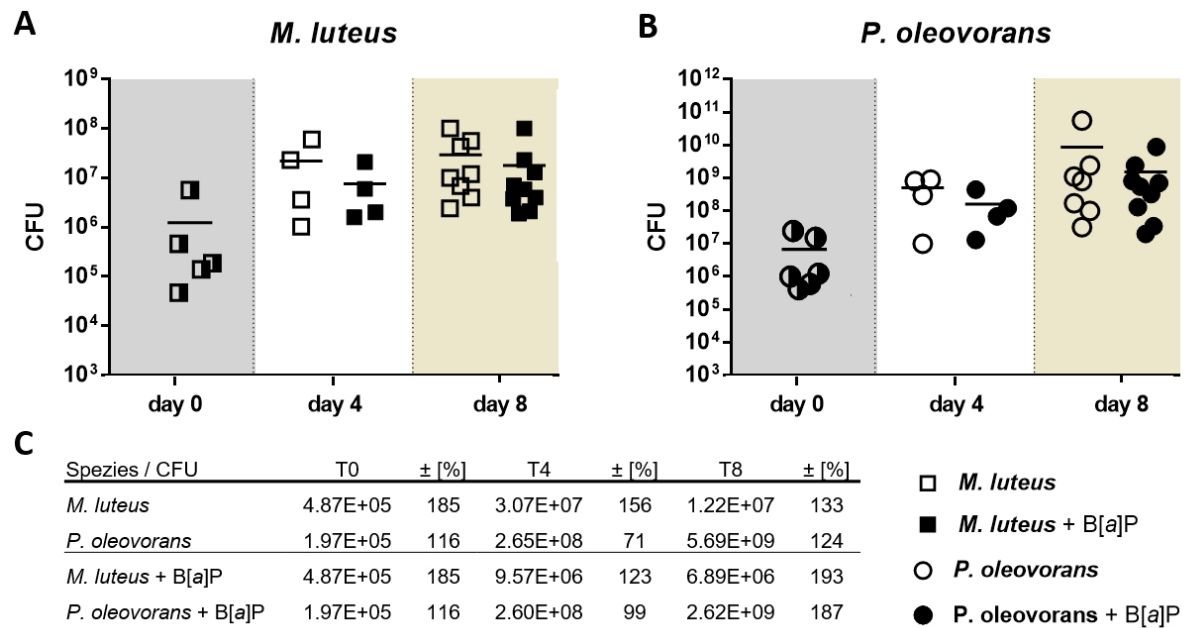 A
M. luteus
CFU
10⁹
10⁸
10⁷
10⁶
10⁵
10⁴
10³
day 0 day 4 day 8
B
P. oleovorans
CFU
10¹²
10¹¹
10¹⁰
10⁹
10⁸
10⁷
10⁶
10⁵
10⁴
10³
day 0 day 4 day 8
C
Spezies / CFU T0 ± [%] T4 ± [%] T8 ± [%]
M. luteus 4.87E+05 185 3.07E+07 156 1.22E+07 133
P. oleovorans 1.97E+05 116 2.65E+08 71 5.69E+09 124
M. luteus + B[a]P 4.87E+05 185 9.57E+06 123 6.89E+06 193
P. oleovorans + B[a]P 1.97E+05 116 2.60E+08 99 2.62E+09 187
M. luteus
M. luteus + B[a]P
P. oleovorans
P. oleovorans + B[a]P